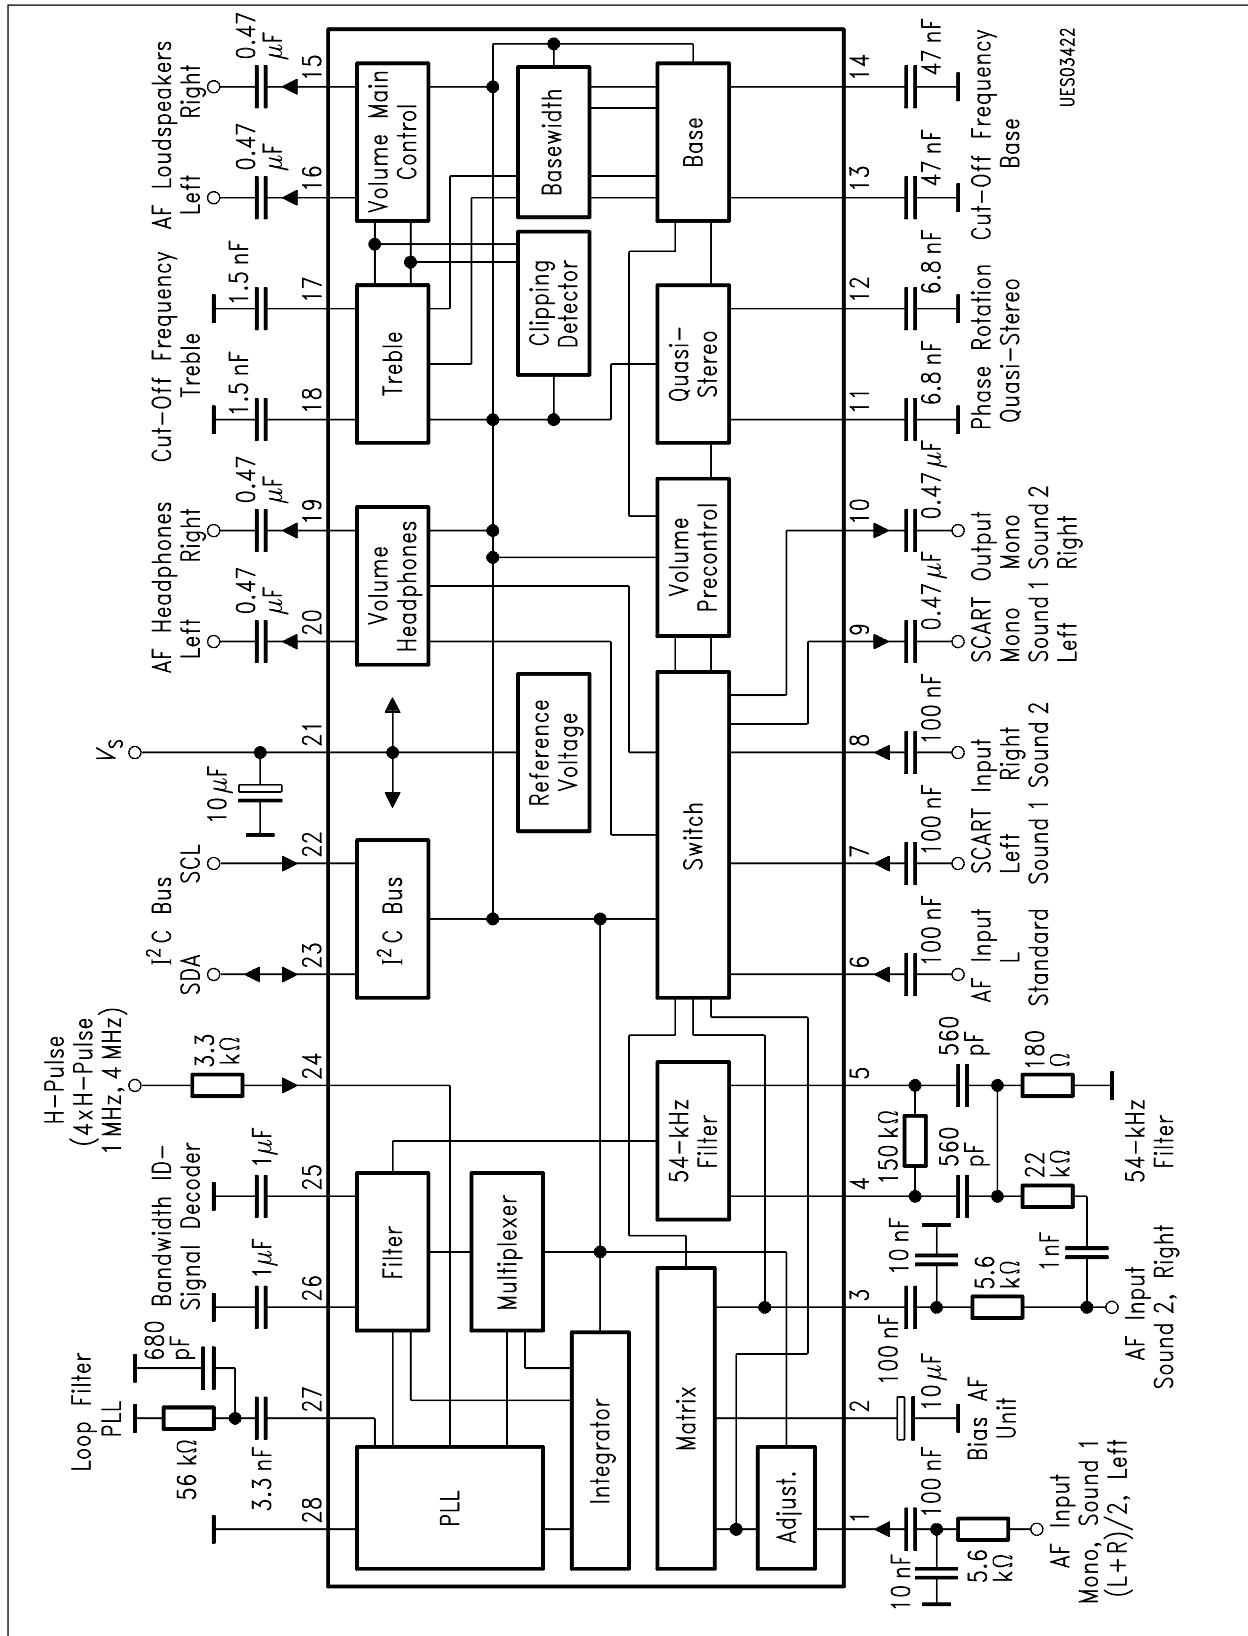 H-Pulse
(4xH-Pulse
1 MHz, 4 MHz)
Loop Filter
PLL
Bandwidth ID-
Signal Decoder
I²C Bus
SDA
SCL
VS
AF Headphones
Left
Right
Cut-Off Frequency
Treble
AF Loudspeakers
Left
Right
56 kΩ
680
pF
3.3 nF
1 µF
1 µF
3.3
kΩ
10 µF
0.47
µF
0.47
µF
1.5 nF
1.5 nF
0.47
µF
0.47
µF
28
27
26
25
24
23
22
21
20
19
18
17
16
15
PLL
Filter
I²C Bus
Volume
Headphones
Treble
Volume Main
Control
Multiplexer
Reference
Voltage
Clipping
Detector
Basewidth
Integrator
Matrix
54-kHz
Filter
Switch
Volume
Precontrol
Quasi-
Stereo
Base
Adjust.
1
2
3
4
5
6
7
8
9
10
11
12
13
14
10 nF
100 nF
10 µF
100 nF
10 nF
150 kΩ
560
pF
560
pF
100 nF
100 nF
100 nF
0.47 µF
0.47 µF
6.8 nF
6.8 nF
47 nF
47 nF
5.6
kΩ
5.6
kΩ
1 nF
22
kΩ
180
Ω
Bias AF
Unit
AF Input
Mono, Sound 1
(L+R)/2, Left
AF Input
Sound 2, Right
54-kHz
Filter
AF Input
L
Standard
SCART Input
Left Right
Sound 1 Sound 2
SCART Output
Mono Mono
Sound 1 Sound 2
Left Right
Phase Rotation
Quasi-Stereo
Cut-Off Frequency
Base
UES03422